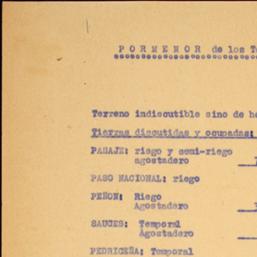 PORMENOR de los T
Terreno indiscutible sino de he
Tierras discutidas y ocupadas:
PASAJE: riego y semi-riego
agostadero
PASO NACIONAL: riego
PEÑON: Riego
Agostadero
SAUCES: Temporal
Agostadero
PEDRICEÑA: Temporal